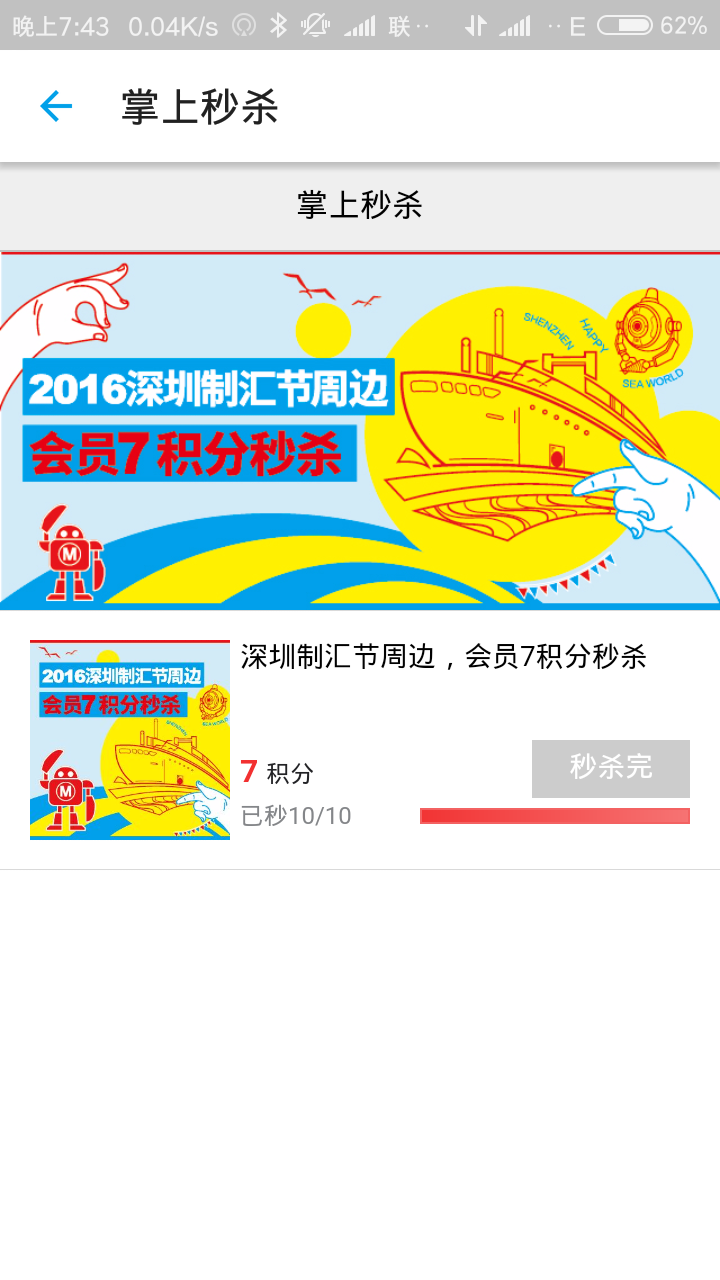 晚上7:43 0.04K/s 联·· ·· E 62%
掌上秒杀
掌上秒杀
SHENZHEN
HAPPY
SEA WORLD
2016深圳制汇节周边
会员7积分秒杀
M
深圳制汇节周边，会员7积分秒杀
2016深圳制汇节周边
会员7积分秒杀
M
7 积分
秒杀完
已秒10/10